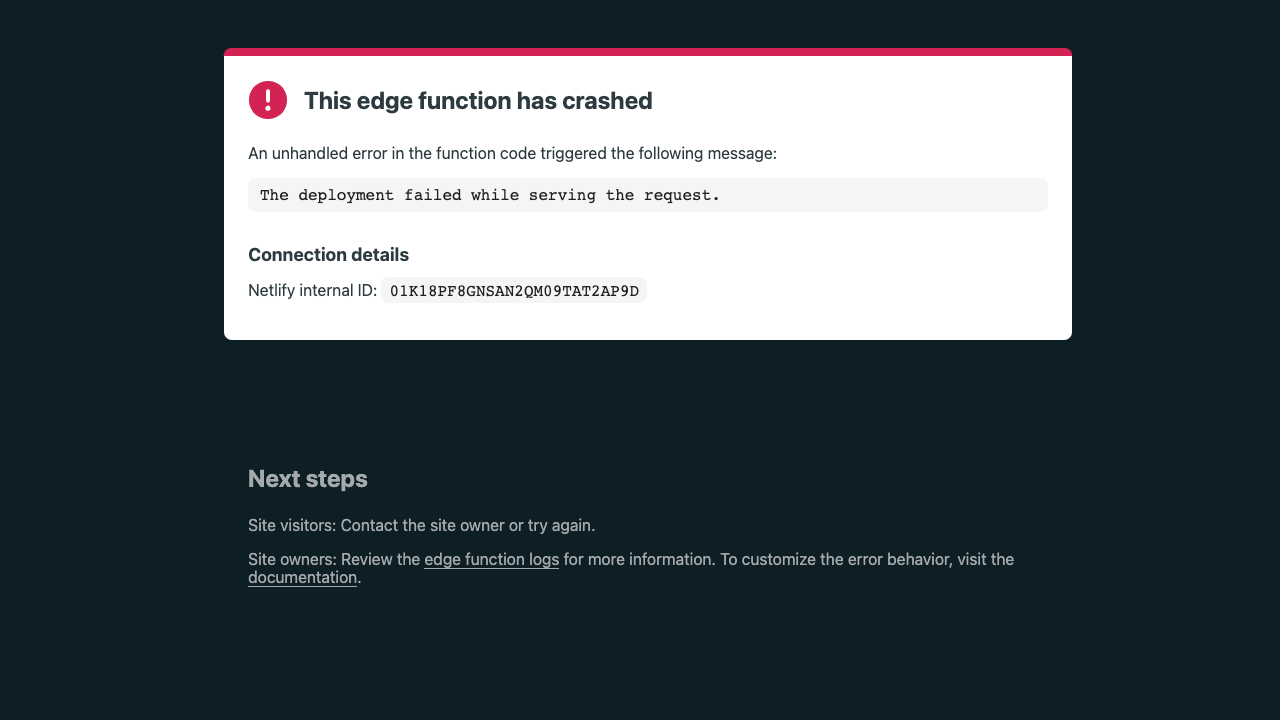 This edge function has crashed
An unhandled error in the function code triggered the following message:
The deployment failed while serving the request.
Connection details
Netlify internal ID: 01K18PF8GNSAN2QM09TAT2AP9D
Next steps
Site visitors: Contact the site owner or try again.
Site owners: Review the edge function logs for more information. To customize the error behavior, visit the
documentation.